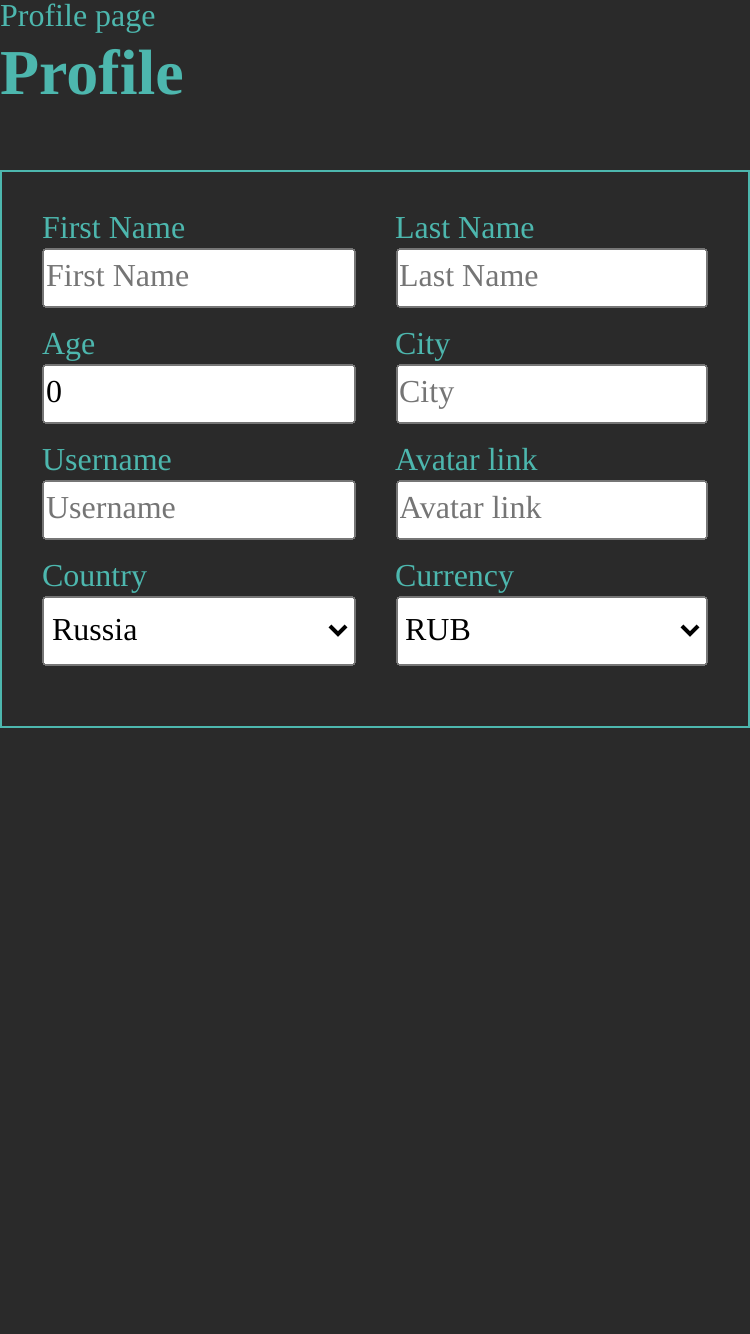 Profile page
Profile
First Name Last Name
First Name Last Name
Age City
0 City
Username Avatar link
Username Avatar link
Country Currency
Russia RUB